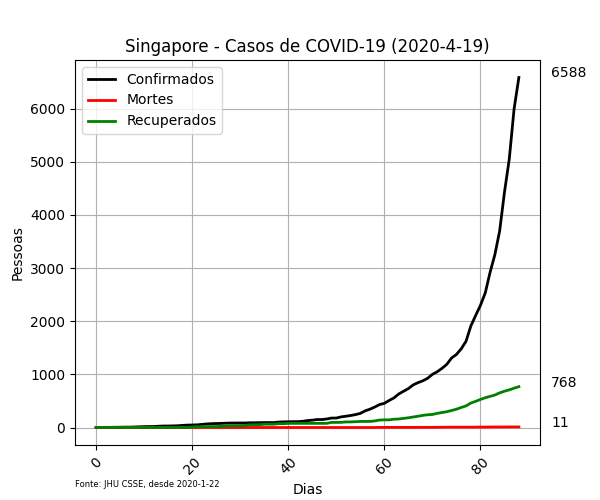 Singapore - Casos de COVID-19 (2020-4-19)
Confirmados
Mortes
Recuperados
6588
768
11
6000
5000
4000
3000
2000
1000
0
Pessoas
0
20
40
60
80
Dias
Fonte: JHU CSSE, desde 2020-1-22